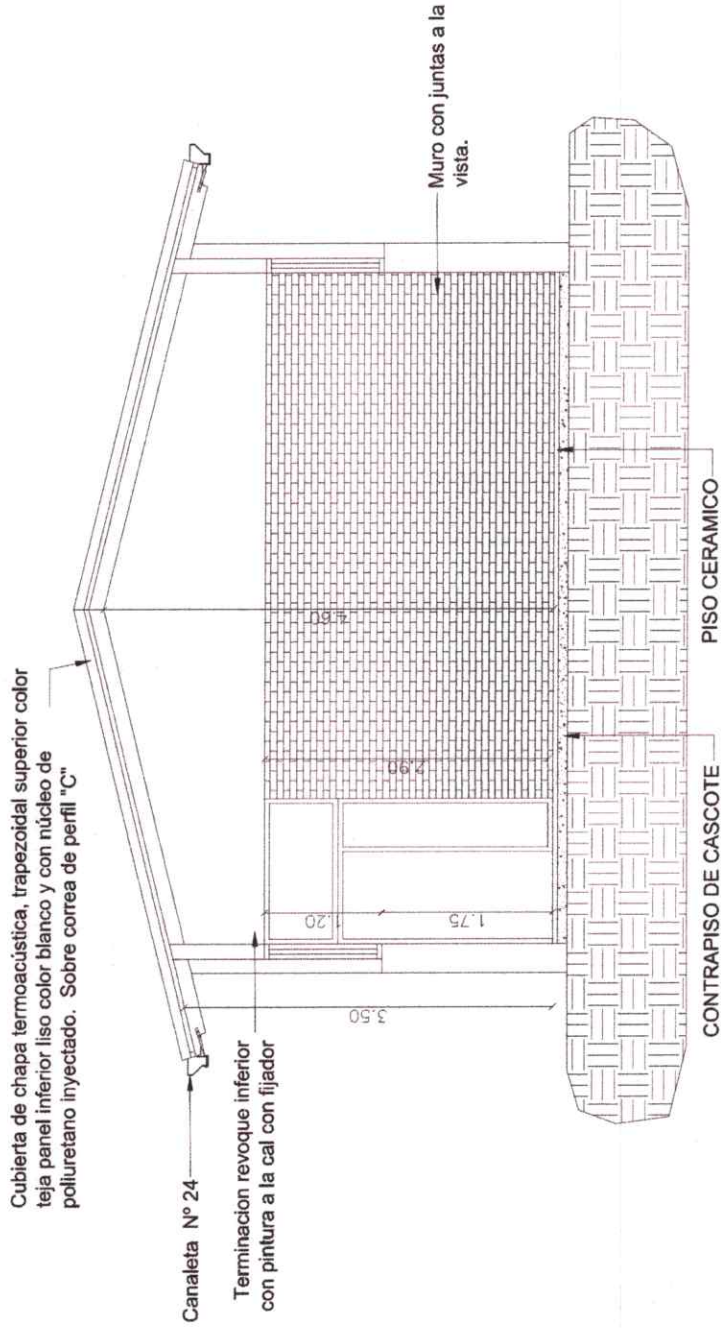 Cubierta de chapa termoacústica, trapezoidal superior color
teja panel inferior liso color blanco y con núcleo de
poliuretano inyectado. Sobre correa de perfil "C"
Canaleta Nº 24
Terminacion revoque inferior
con pintura a la cal con fijador
Muro con juntas a la
vista.
3.50
1.20
1.75
2.90
4.60
CONTRAPISO DE CASCOTE
PISO CERAMICO